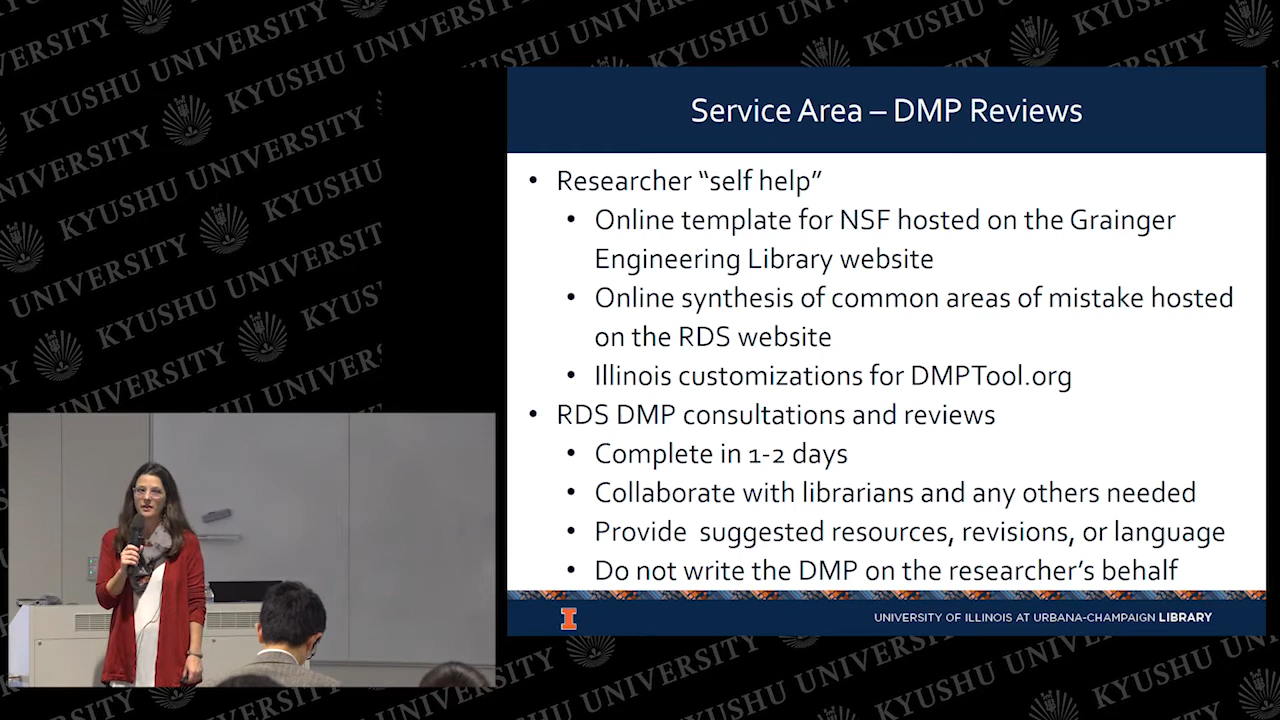 Service Area – DMP Reviews
• Researcher “self help”
• Online template for NSF hosted on the Grainger
Engineering Library website
• Online synthesis of common areas of mistake hosted
on the RDS website
• Illinois customizations for DMPTool.org
• RDS DMP consultations and reviews
• Complete in 1-2 days
• Collaborate with librarians and any others needed
• Provide  suggested resources, revisions, or language
• Do not write the DMP on the researcher’s behalf
I
UNIVERSITY OF ILLINOIS AT URBANA-CHAMPAIGN LIBRARY
KYUSHU UNIVERSITY